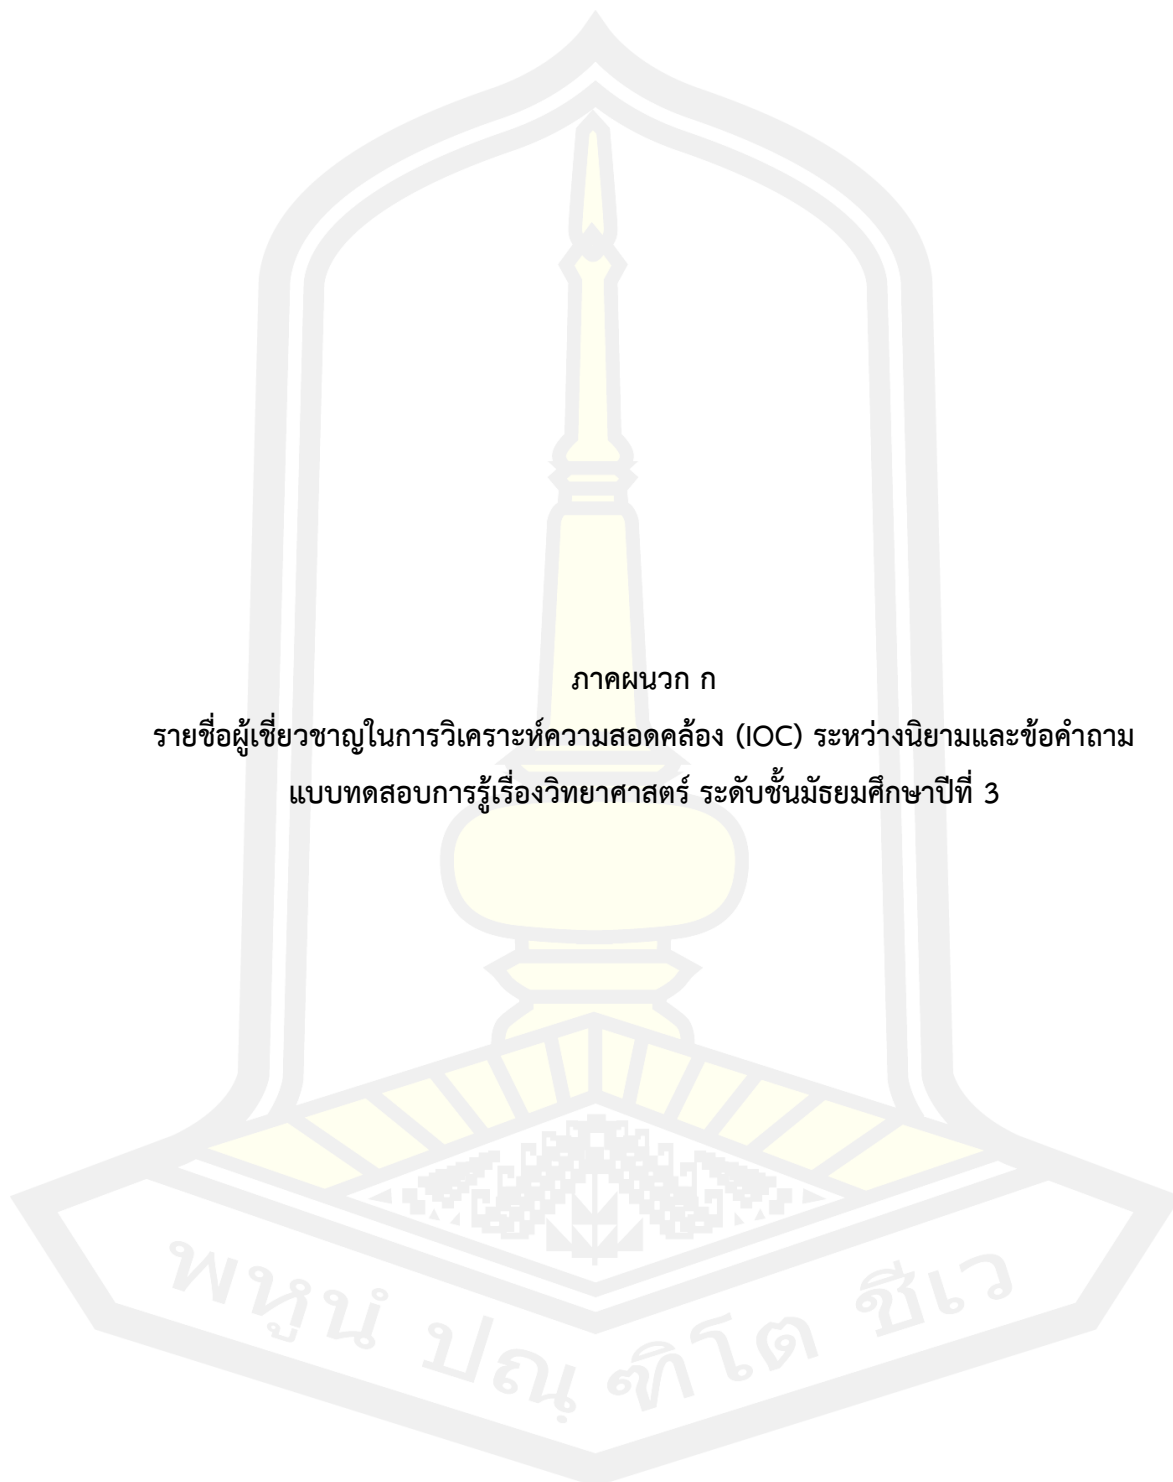 ภาคผนวก ก
รายชื่อผู้เชี่ยวชาญในการวิเคราะห์ความสอดคล้อง (IOC) ระหว่างนิยามและข้อคำถาม
แบบทดสอบการรู้เรื่องวิทยาศาสตร์ ระดับชั้นมัธยมศึกษาปีที่ 3
พหูนํ ปณฺฑิโต ชีเว